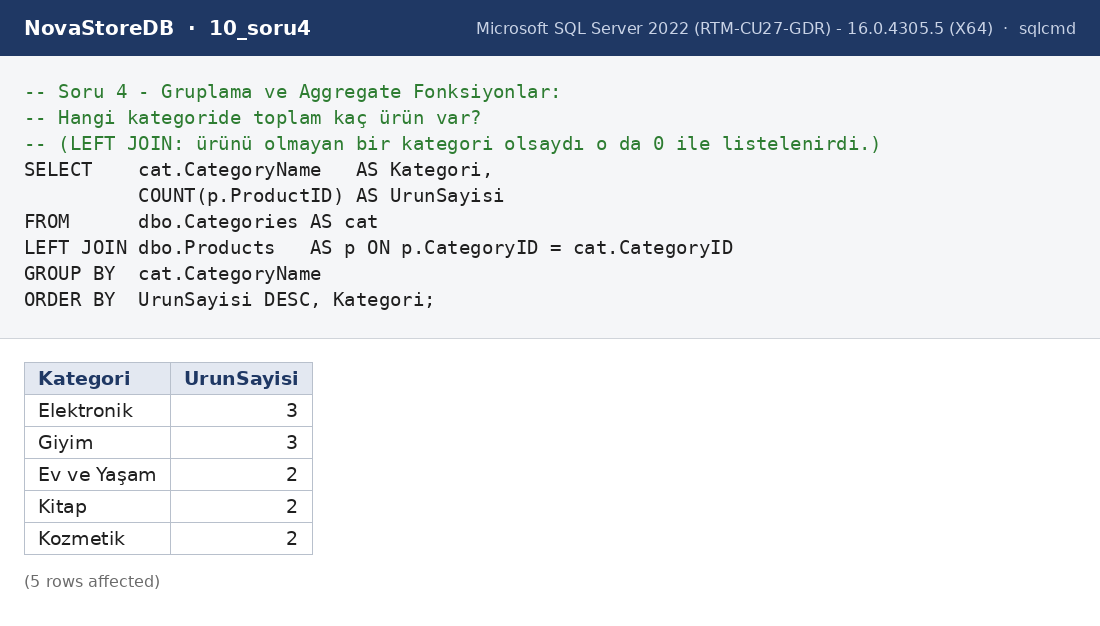 NovaStoreDB · 10_soru4
Microsoft SQL Server 2022 (RTM-CU27-GDR) - 16.0.4305.5 (X64) · sqlcmd
-- Soru 4 - Gruplama ve Aggregate Fonksiyonlar:
-- Hangi kategoride toplam kaç ürün var?
-- (LEFT JOIN: ürünü olmayan bir kategori olsaydı o da 0 ile listelenirdi.)
SELECT    cat.CategoryName   AS Kategori,
          COUNT(p.ProductID) AS UrunSayisi
FROM      dbo.Categories AS cat
LEFT JOIN dbo.Products   AS p ON p.CategoryID = cat.CategoryID
GROUP BY  cat.CategoryName
ORDER BY  UrunSayisi DESC, Kategori;
Kategori UrunSayisi
Elektronik 3
Giyim 3
Ev ve Yaşam 2
Kitap 2
Kozmetik 2
(5 rows affected)